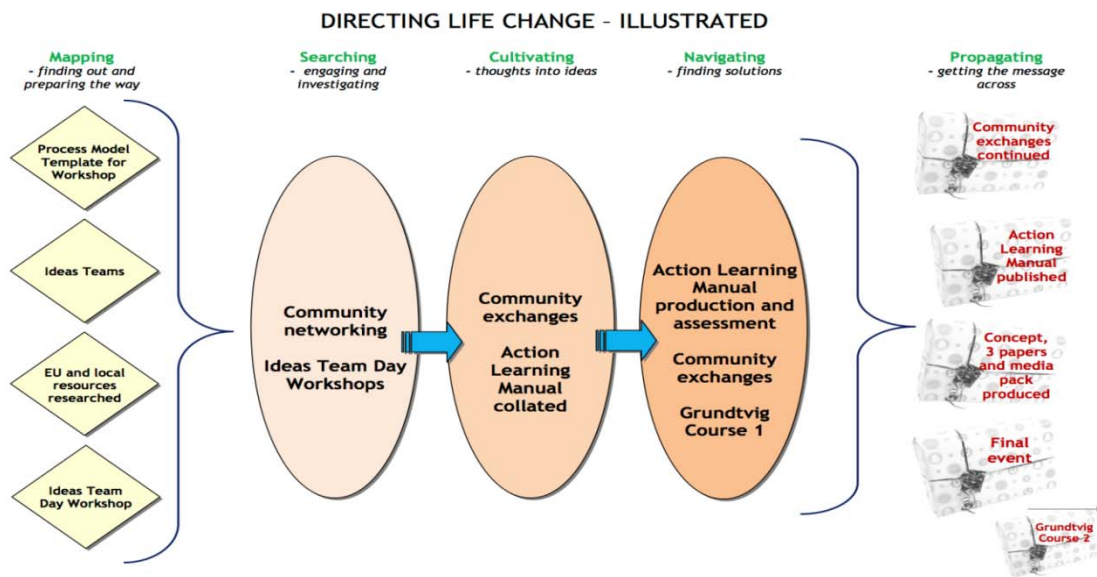 DIRECTING LIFE CHANGE - ILLUSTRATED
Mapping
- finding out and
preparing the way
Searching
- engaging and
investigating
Cultivating
- thoughts into ideas
Navigating
- finding solutions
Propagating
- getting the message
across
Process Model
Template for
Workshop
Ideas Teams
EU and local
resources
researched
Ideas Team
Day Workshop
Community
networking
Ideas Team Day
Workshops
Community
exchanges
Action
Learning
Manual
collated
Action Learning
Manual
production and
assessment
Community
exchanges
Grundtvig
Course 1
Community
exchanges
continued
Action
Learning
Manual
published
Concept,
3 papers
and media
pack
produced
Final
event
Grundtvig
Course 2